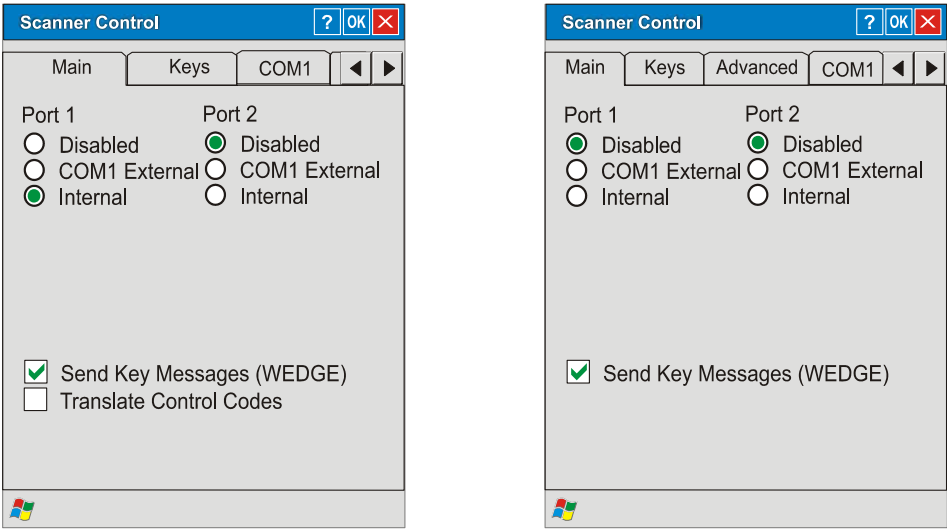 Scanner Control ? OK
Main Keys COM1
Port 1 Port 2
Disabled Disabled
COM1 External COM1 External
Internal Internal
Send Key Messages (WEDGE)
Translate Control Codes
Scanner Control ? OK
Main Keys Advanced COM1
Port 1 Port 2
Disabled Disabled
COM1 External COM1 External
Internal Internal
Send Key Messages (WEDGE)